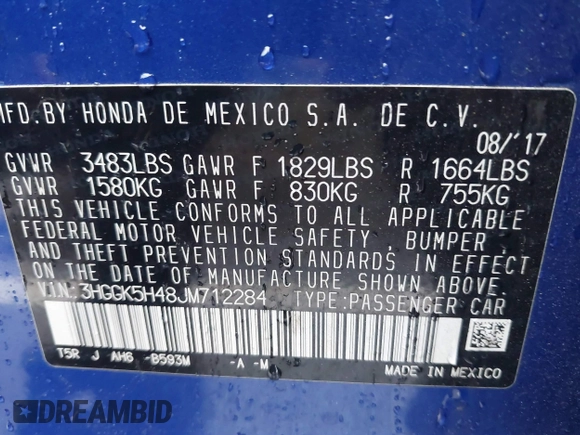 MFD.BY HONDA DE MEXICO S.A. DE C.V.
08/'17
GVWR 3483LBS GAWR F 1829LBS R 1664LBS
GVWR 1580KG GAWR F 830KG R 755KG
THIS VEHICLE CONFORMS TO ALL APPLICABLE
FEDERAL MOTOR VEHICLE SAFETY, BUMPER
AND THEFT PREVENTION STANDARDS IN EFFECT
ON THE DATE OF MANUFACTURE SHOWN ABOVE.
V.I.N.: 3HGGK5H48JM712284 TYPE:PASSENGER CAR
T5R J AH6 -B593M -A -M
MADE IN MEXICO
DREAMBID